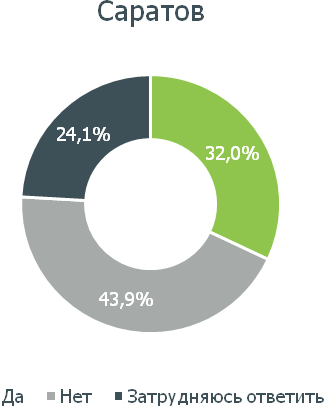 Саратов
24,1%
32,0%
43,9%
Да Нет Затрудняюсь ответить